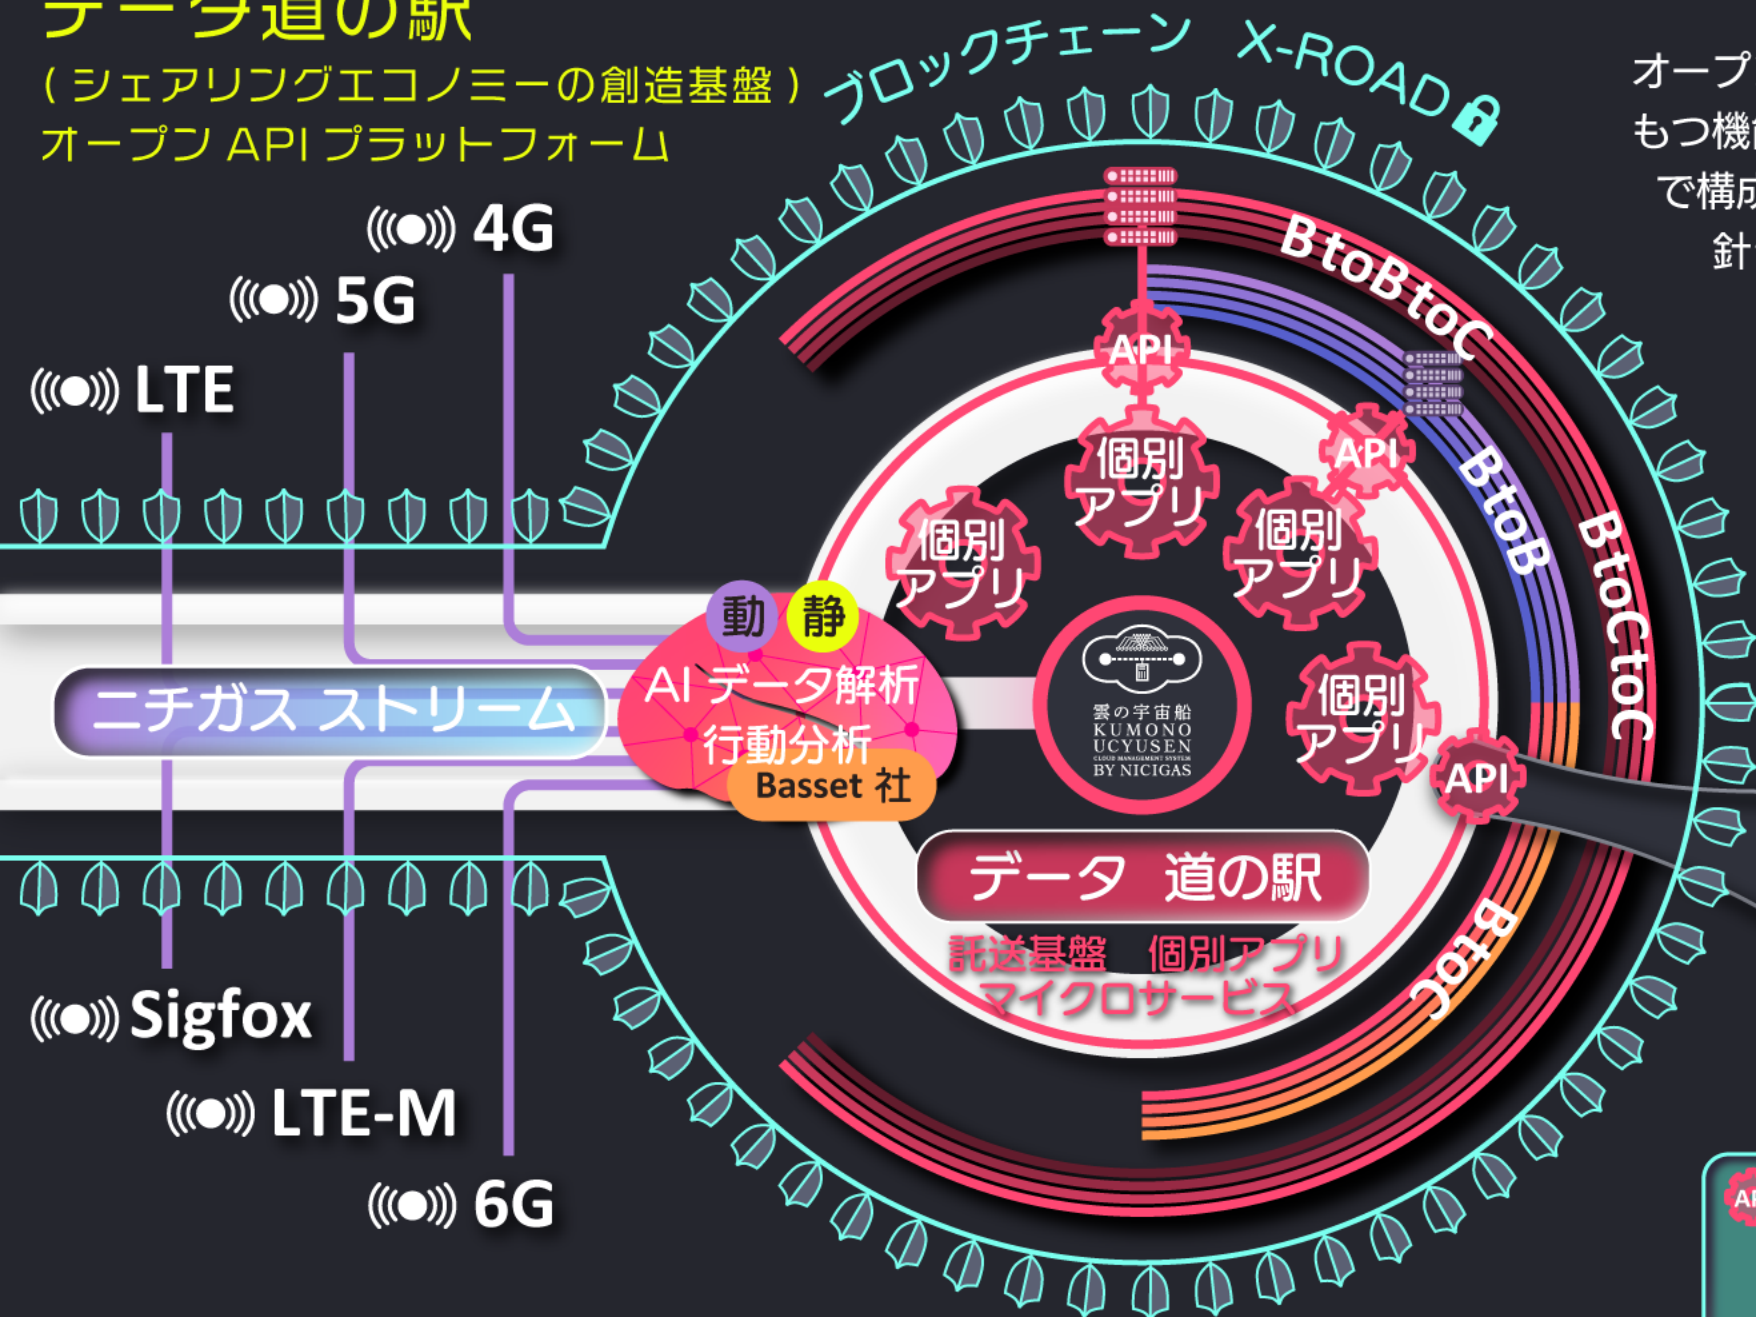 データ道の駅
(シェアリングエコノミーの創造基盤)
オープン API プラットフォーム
ブロックチェーン X-ROAD
オープ
もつ機
で構成
針
4G
5G
LTE
BtoBtoC
API
個別
アプリ
API
個別
アプリ
個別
アプリ
BtoB
BtoCtoC
動
静
AI データ解析
行動分析
Basset 社
ニチガス ストリーム
雲の宇宙船
KUMONO
UCYUSEN
CLOUD MANAGEMENT SYSTEM
BY NICIGAS
個別
アプリ
API
データ 道の駅
託送基盤 個別アプリ
マイクロサービス
BtoC
Sigfox
LTE-M
6G